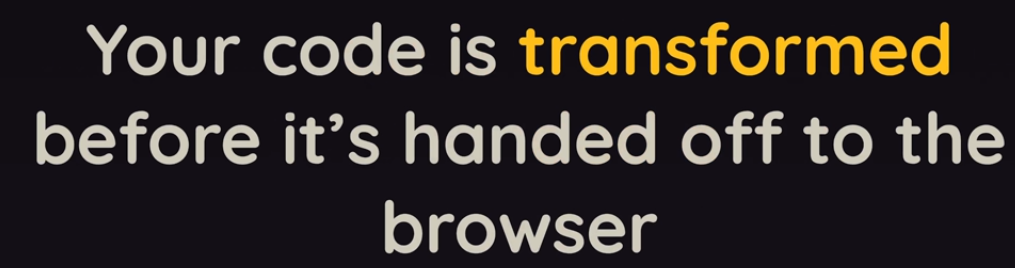 Your code is transformed
before it’s handed off to the
browser